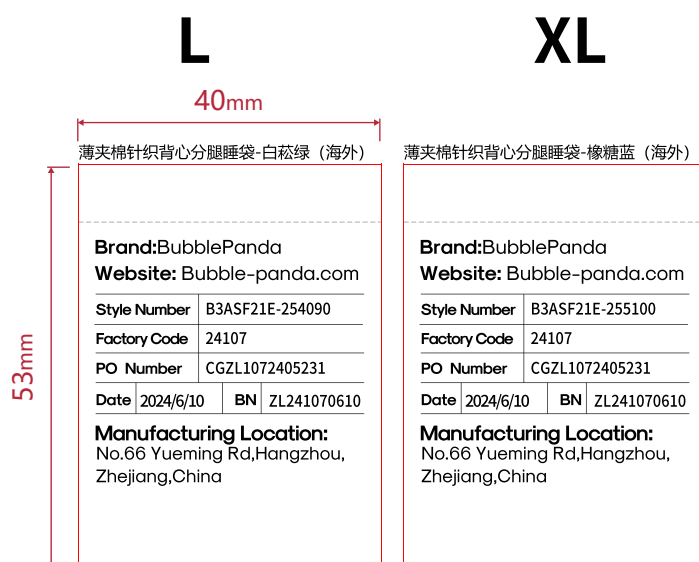 L
XL
40mm
薄夹棉针织背心分腿睡袋-白菘绿（海外）
薄夹棉针织背心分腿睡袋-橡糖蓝（海外）
53mm
Brand:BubblePanda
Website: Bubble-panda.com
Style Number B3ASF21E-254090
Factory Code 24107
PO Number CGZL1072405231
Date 2024/6/10 BN ZL241070610
Manufacturing Location:
No.66 Yueming Rd,Hangzhou,
Zhejiang,China
Brand:BubblePanda
Website: Bubble-panda.com
Style Number B3ASF21E-255100
Factory Code 24107
PO Number CGZL1072405231
Date 2024/6/10 BN ZL241070610
Manufacturing Location:
No.66 Yueming Rd,Hangzhou,
Zhejiang,China